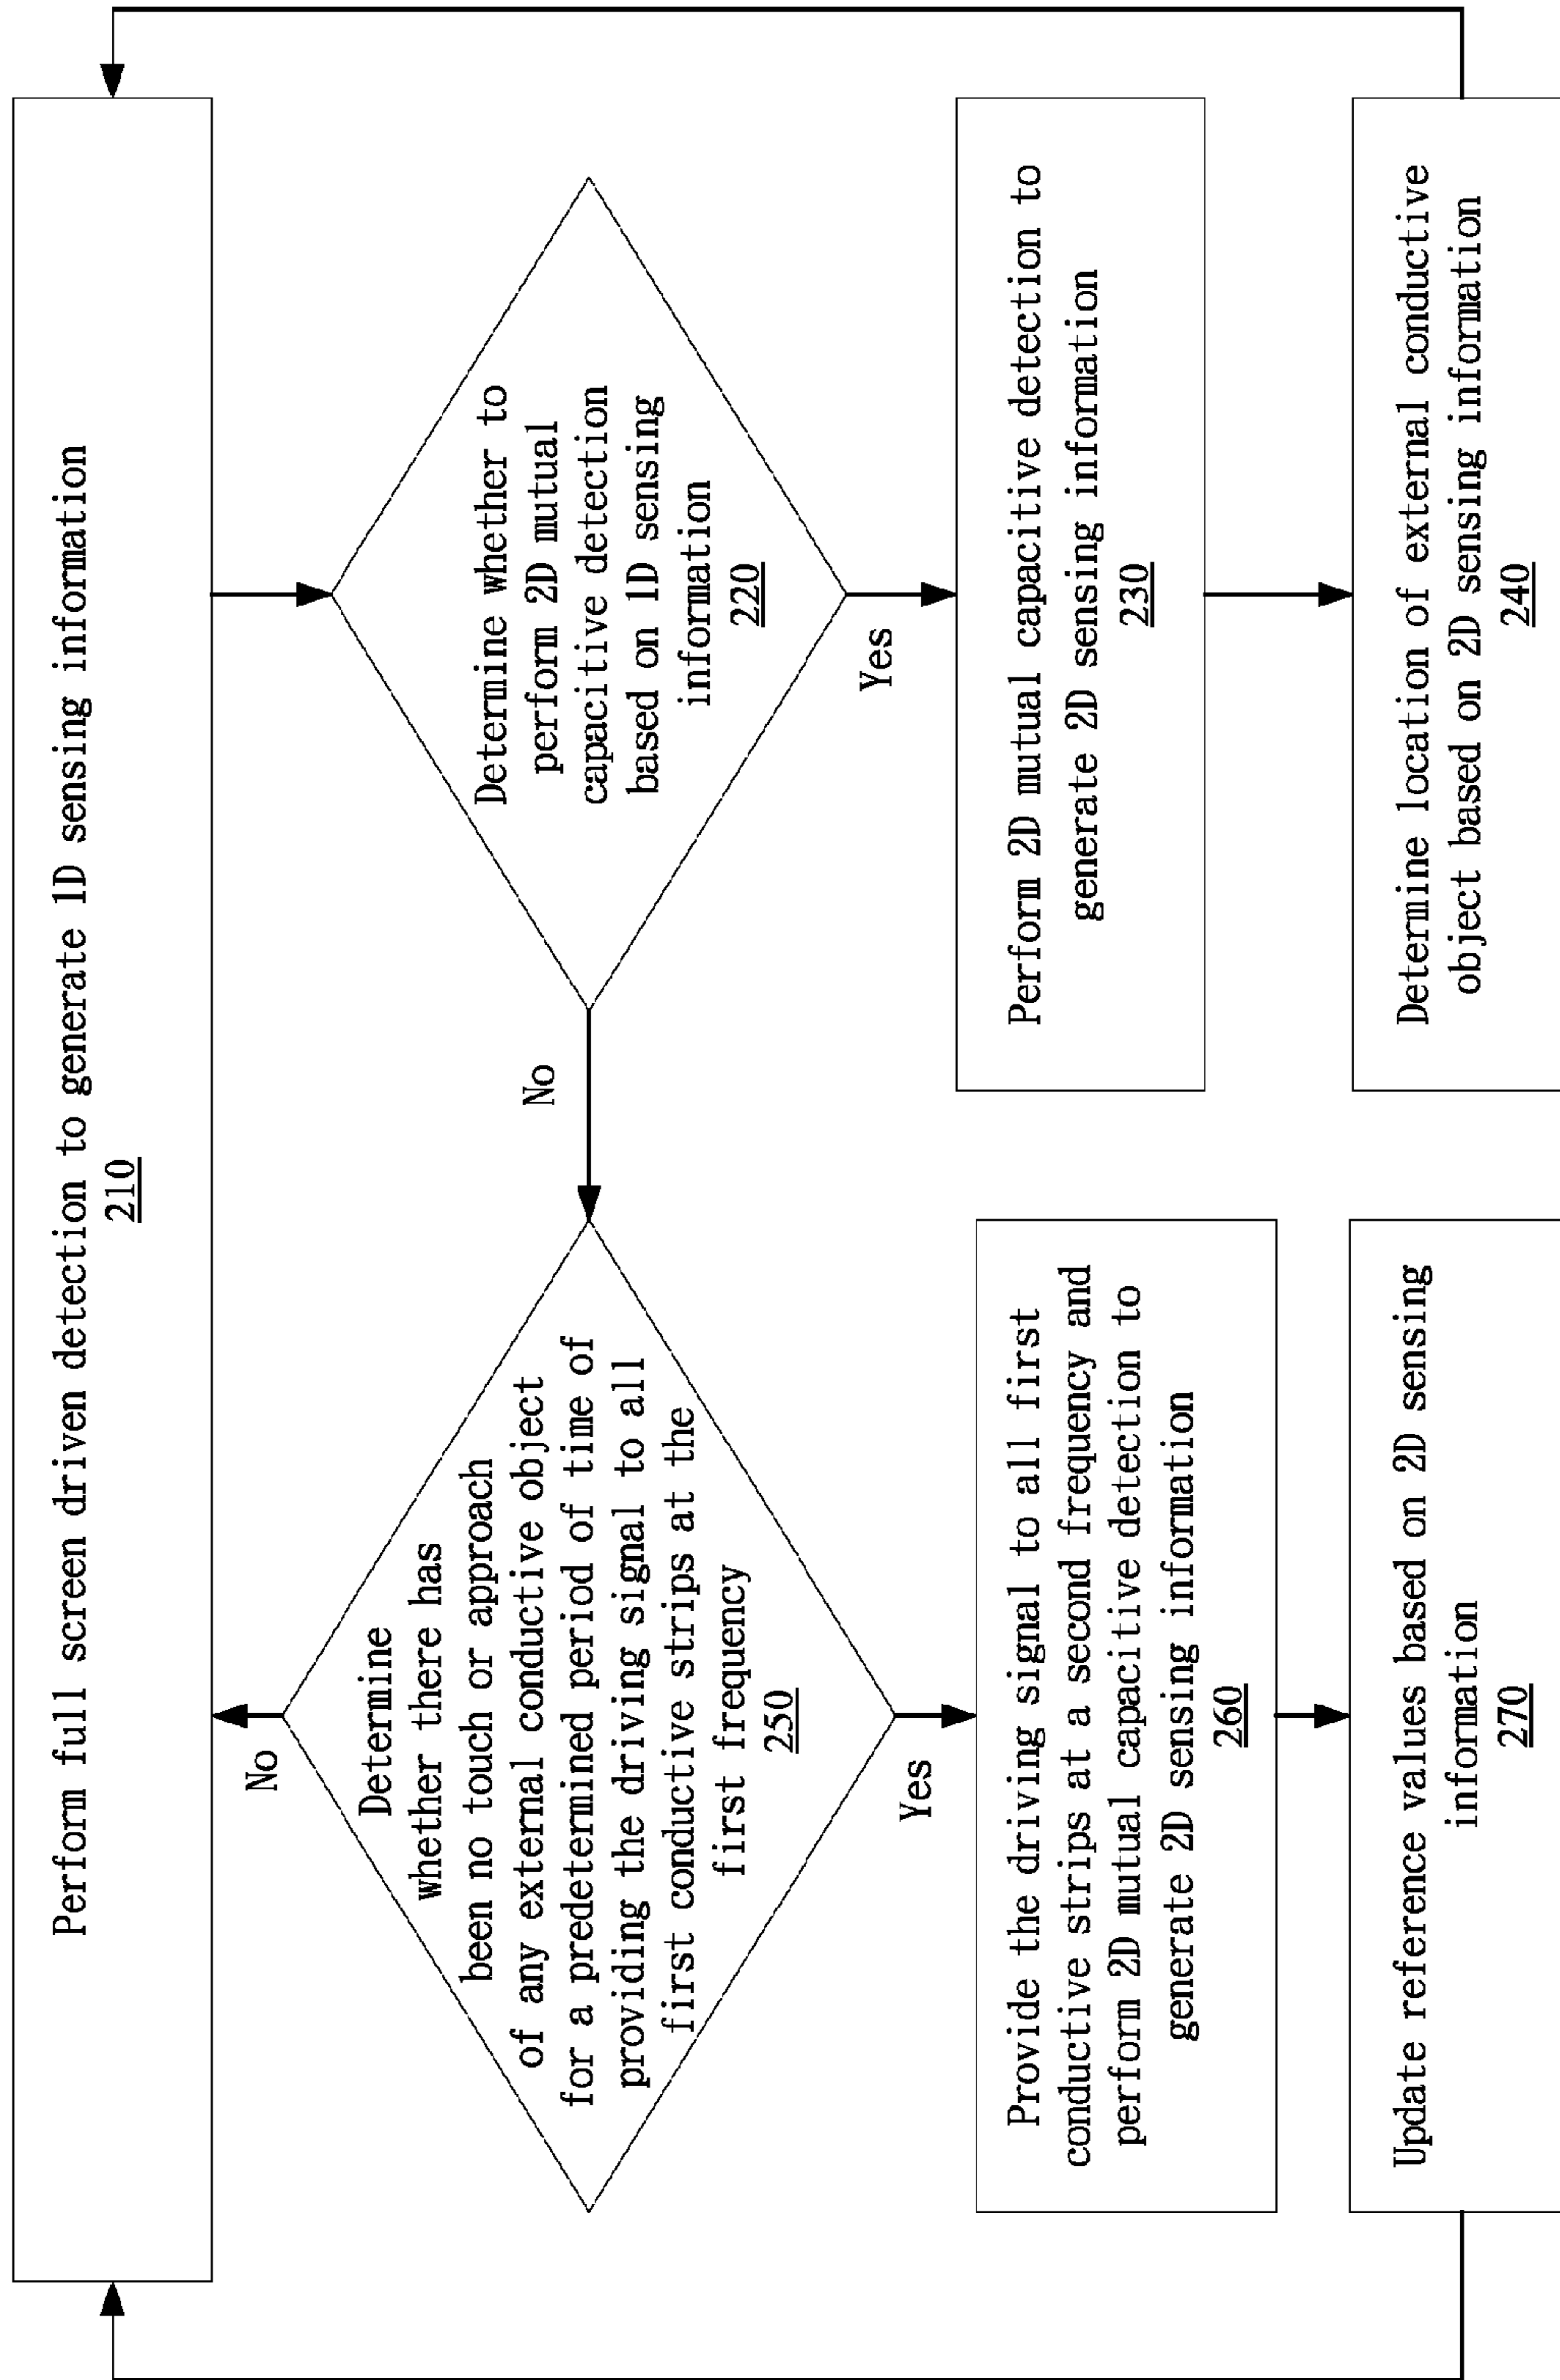 Perform full screen driven detection to generate 1D sensing information
210
Determine whether to
perform 2D mutual
capacitive detection
based on 1D sensing
information
220
No
Yes
Perform 2D mutual capacitive detection to
generate 2D sensing information
230
Determine location of external conductive
object based on 2D sensing information
240
Determine
whether there has
been no touch or approach
of any external conductive object
for a predetermined period of time of
providing the driving signal to all
first conductive strips at the
first frequency
250
No
Yes
Provide the driving signal to all first
conductive strips at a second frequency and
perform 2D mutual capacitive detection to
generate 2D sensing information
260
Update reference values based on 2D sensing
information
270